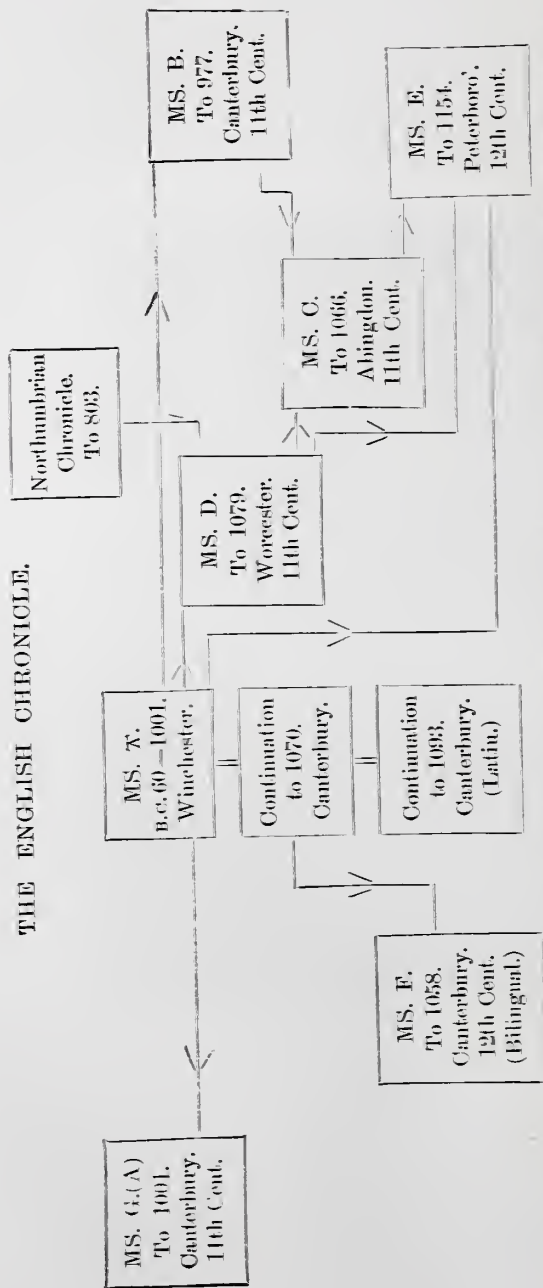 THE ENGLISH CHRONICLE.
Northumbrian
Chronicle.
To 803.
MS. G.(A)
To 1001.
Canterbury.
11th Cent.
MS. Ā.
B.C. 60–1001.
Winchester.
MS. B.
To 977.
Canterbury.
11th Cent.
MS. D.
To 1079.
Worcester.
11th Cent.
Continuation
to 1070.
Canterbury.
MS. C.
To 1066.
Abingdon.
11th Cent.
Continuation
to 1093.
Canterbury.
(Latin.)
MS. F.
To 1058.
Canterbury.
12th Cent.
(Bilingual.)
MS. E.
To 1154.
Peterboro'.
12th Cent.